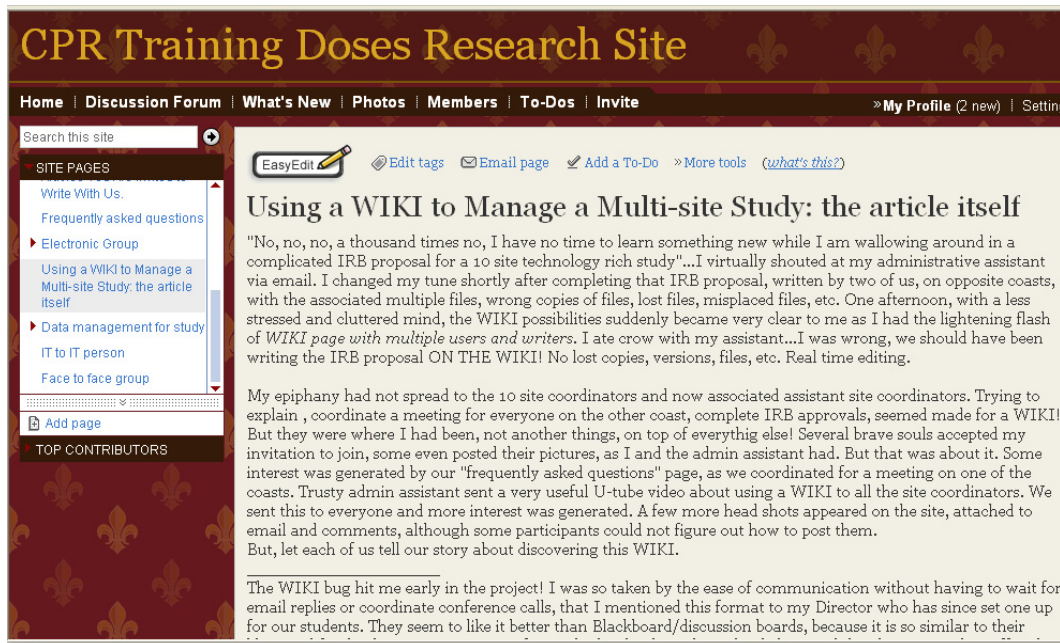 CPR Training Doses Research Site
Home | Discussion Forum | What's New | Photos | Members | To-Dos | Invite
»My Profile (2 new) | Settin
Search this site
SITE PAGES
Write With Us.
Frequently asked questions
Electronic Group
Using a WIKI to Manage a
Multi-site Study: the article
itself
Data management for study
IT to IT person
Face to face group
Add page
TOP CONTRIBUTORS
EasyEdit Edit tags Email page Add a To-Do »More tools (what's this?)
Using a WIKI to Manage a Multi-site Study: the article itself
"No, no, no, a thousand times no, I have no time to learn something new while I am wallowing around in a
complicated IRB proposal for a 10 site technology rich study"...I virtually shouted at my administrative assistant
via email. I changed my tune shortly after completing that IRB proposal, written by two of us, on opposite coasts,
with the associated multiple files, wrong copies of files, lost files, misplaced files, etc. One afternoon, with a less
stressed and cluttered mind, the WIKI possibilities suddenly became very clear to me as I had the lightening flash
of WIKI page with multiple users and writers. I ate crow with my assistant...I was wrong, we should have been
writing the IRB proposal ON THE WIKI! No lost copies, versions, files, etc. Real time editing.
My epiphany had not spread to the 10 site coordinators and now associated assistant site coordinators. Trying to
explain , coordinate a meeting for everyone on the other coast, complete IRB approvals, seemed made for a WIKI!
But they were where I had been, not another things, on top of everythig else! Several brave souls accepted my
invitation to join, some even posted their pictures, as I and the admin assistant had. But that was about it. Some
interest was generated by our "frequently asked questions" page, as we coordinated for a meeting on one of the
coasts. Trusty admin assistant sent a very useful U-tube video about using a WIKI to all the site coordinators. We
sent this to everyone and more interest was generated. A few more head shots appeared on the site, attached to
email and comments, although some participants could not figure out how to post them.
But, let each of us tell our story about discovering this WIKI.
The WIKI bug hit me early in the project! I was so taken by the ease of communication without having to wait for
email replies or coordinate conference calls, that I mentioned this format to my Director who has since set one up
for our students. They seem to like it better than Blackboard/discussion boards, because it is so similar to their